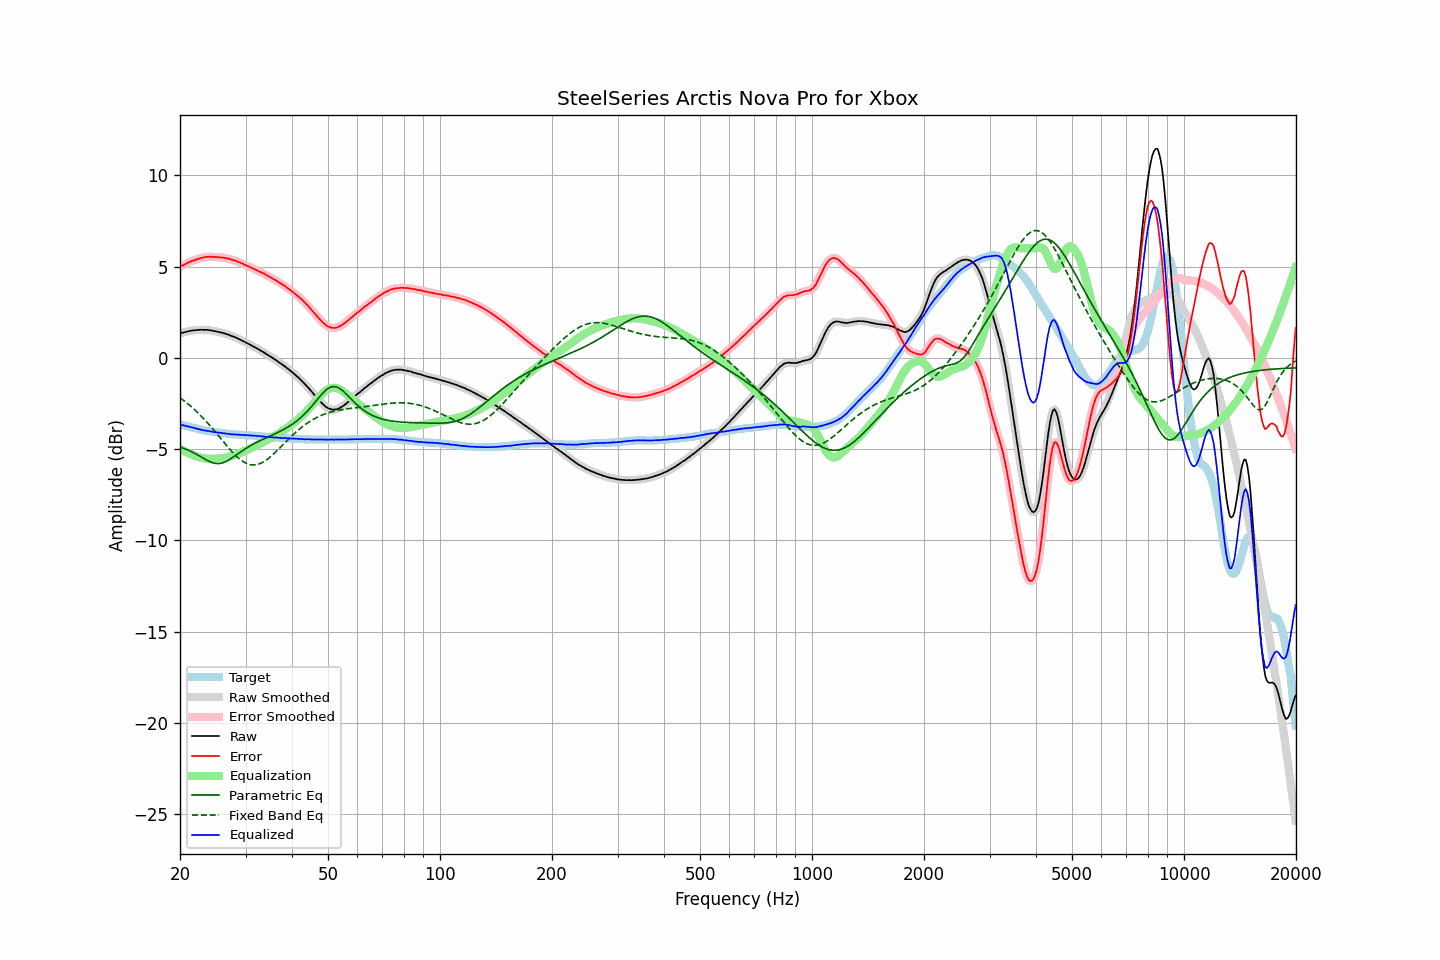 SteelSeries Arctis Nova Pro for Xbox
10
5
0
−5
−10
−15
−20
−25
Amplitude (dBr)
Target
Raw Smoothed
Error Smoothed
Raw
Error
Equalization
Parametric Eq
Fixed Band Eq
Equalized
20 50 100 200 500 1000 2000 5000 10000 20000
Frequency (Hz)